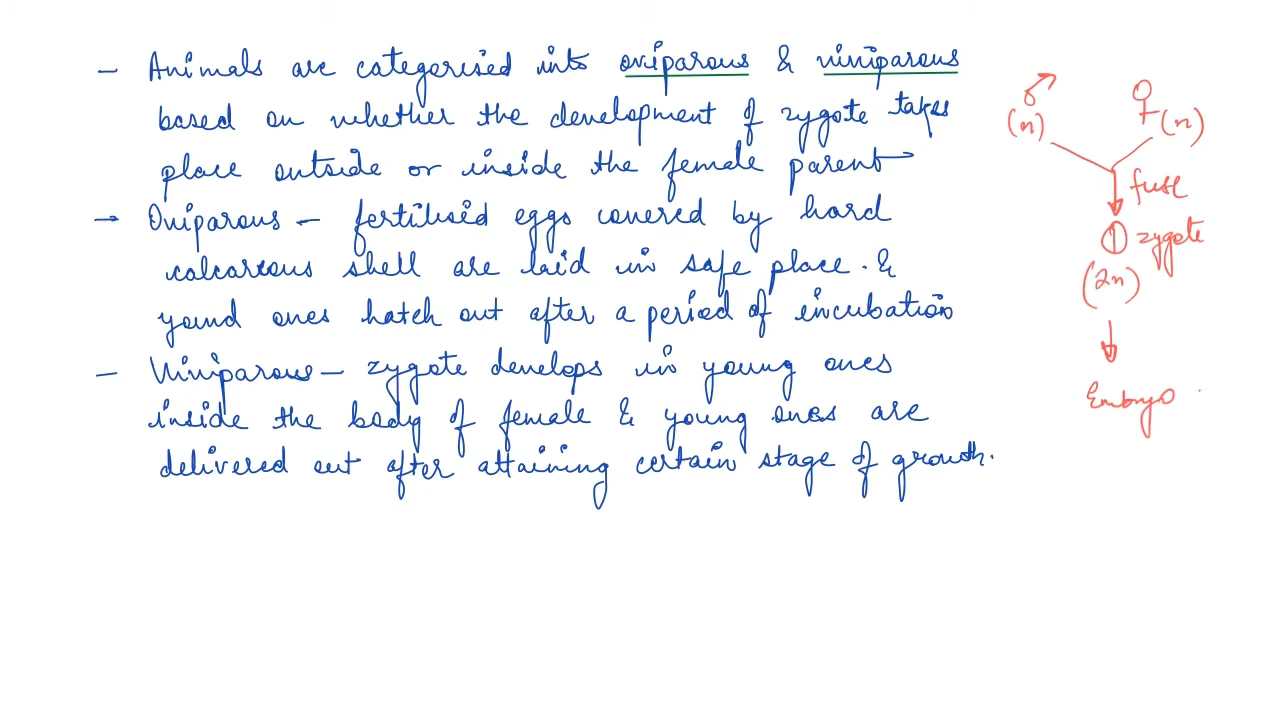 - Animals are categorised into oviparous & viviparous
based on whether the development of zygote takes
place outside or inside the female parent
→ Oviparous - fertilised eggs covered by hard
calcareous shell are laid in safe place. &
yound ones hatch out after a period of incubation
- Viviparous - zygote develops in young ones
inside the body of female & young ones are
delivered out after attaining certain stage of growth.
♂ ♀
(n) (n)
fuse
zygote
(2n)
Embryo